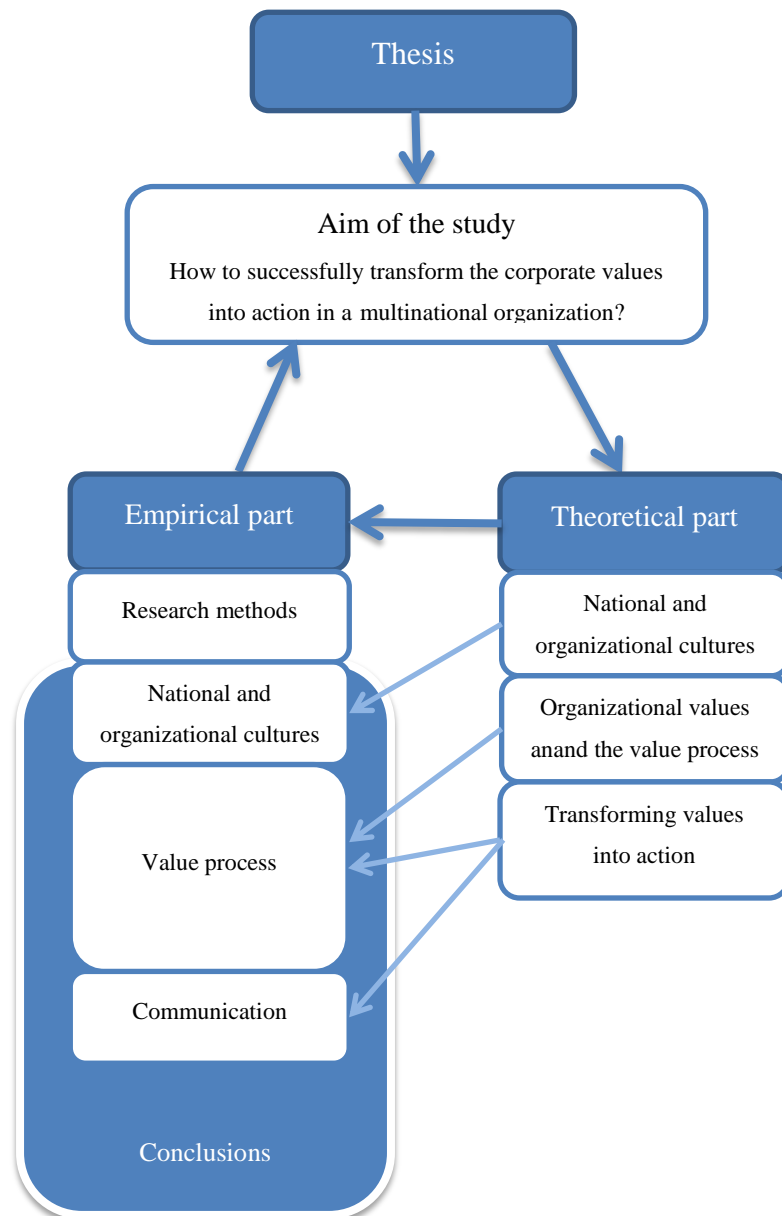 Thesis
Aim of the study
How to successfully transform the corporate values
into action in a multinational organization?
Empirical part
Research methods
National and
organizational cultures
Value process
Communication
Conclusions
Theoretical part
National and
organizational cultures
Organizational values
anand the value process
Transforming values
into action